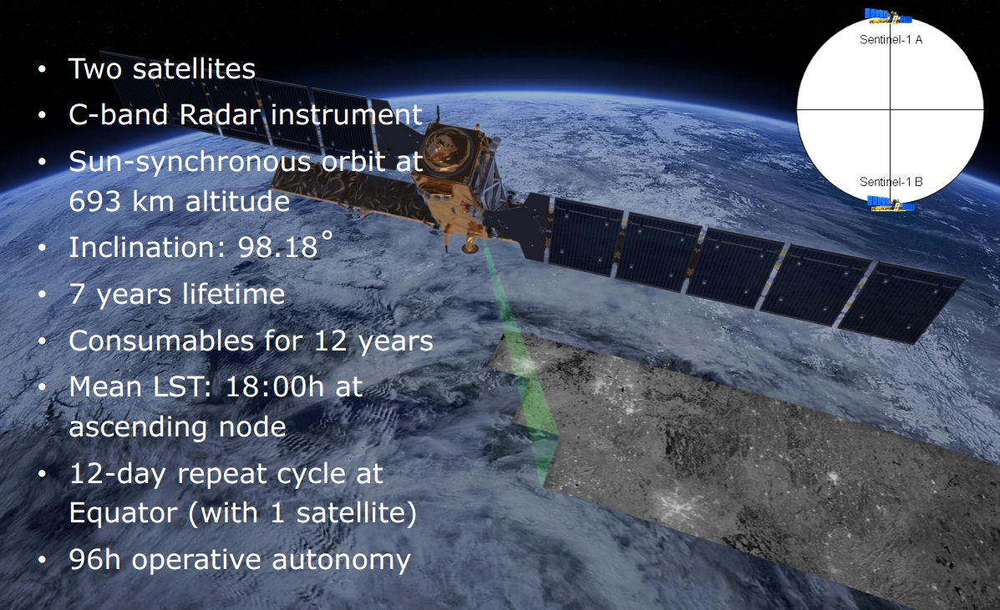 • Two satellites
• C-band Radar instrument
• Sun-synchronous orbit at
693 km altitude
• Inclination: 98.18˚
• 7 years lifetime
• Consumables for 12 years
• Mean LST: 18:00h at
ascending node
• 12-day repeat cycle at
Equator (with 1 satellite)
• 96h operative autonomy
Sentinel-1 A
Sentinel-1 B